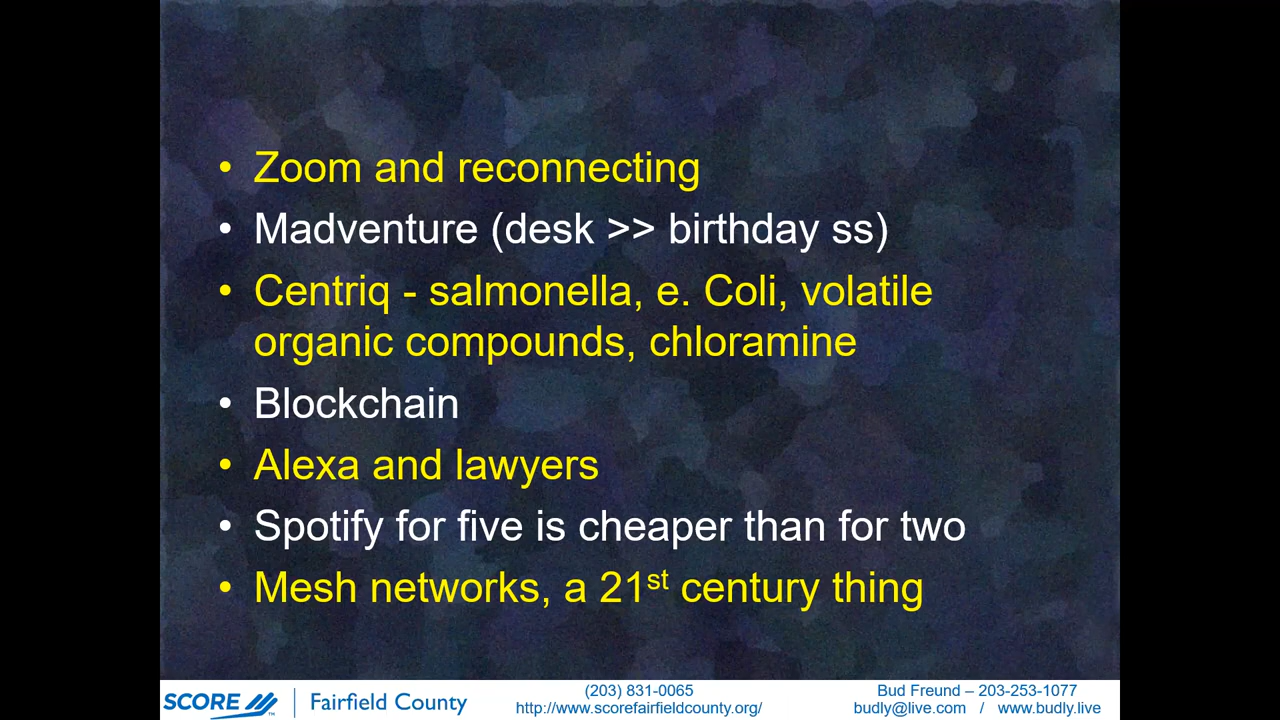 • Zoom and reconnecting
• Madventure (desk >> birthday ss)
• Centriq - salmonella, e. Coli, volatile
organic compounds, chloramine
• Blockchain
• Alexa and lawyers
• Spotify for five is cheaper than for two
• Mesh networks, a 21st century thing
SCORE TM | Fairfield County
(203) 831-0065
http://www.scorefairfieldcounty.org/
Bud Freund – 203-253-1077
budly@live.com / www.budly.live